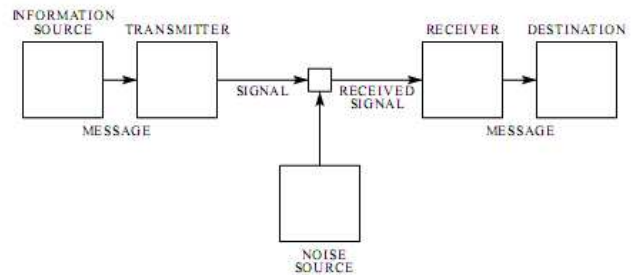 INFORMATION
SOURCE
TRANSMITTER
RECEIVER
DESTINATION
SIGNAL
RECEIVED
SIGNAL
MESSAGE
MESSAGE
NOISE
SOURCE